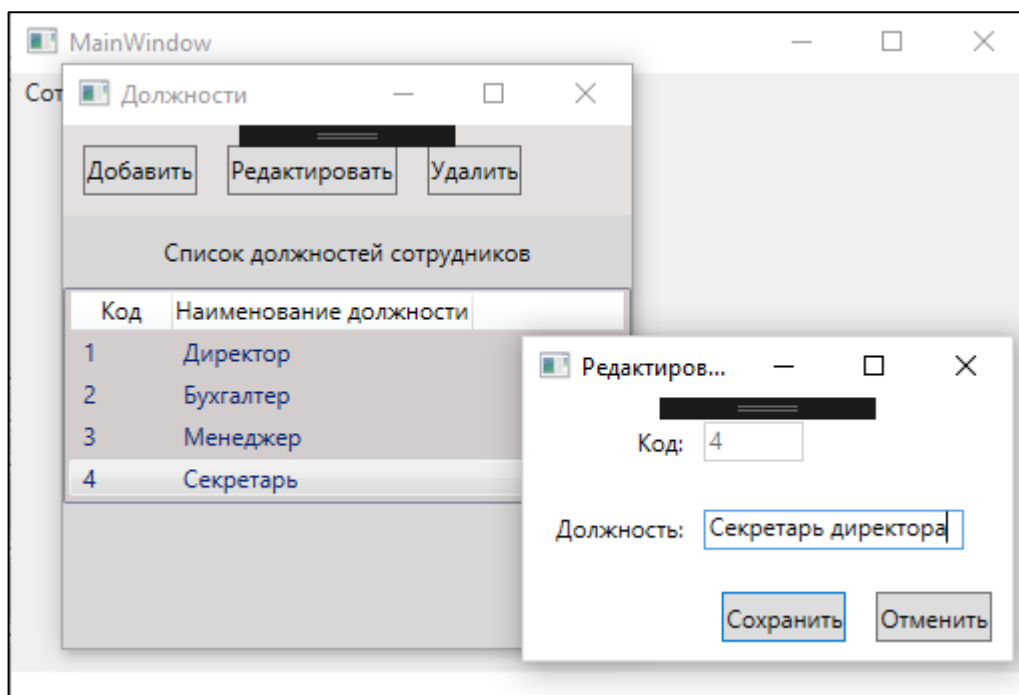 MainWindow
Сот
Должности
Добавить Редактировать Удалить
Список должностей сотрудников
Код Наименование должности
1 Директор
2 Бухгалтер
3 Менеджер
4 Секретарь
Редактиров...
Код: 4
Должность: Секретарь директора
Сохранить Отменить